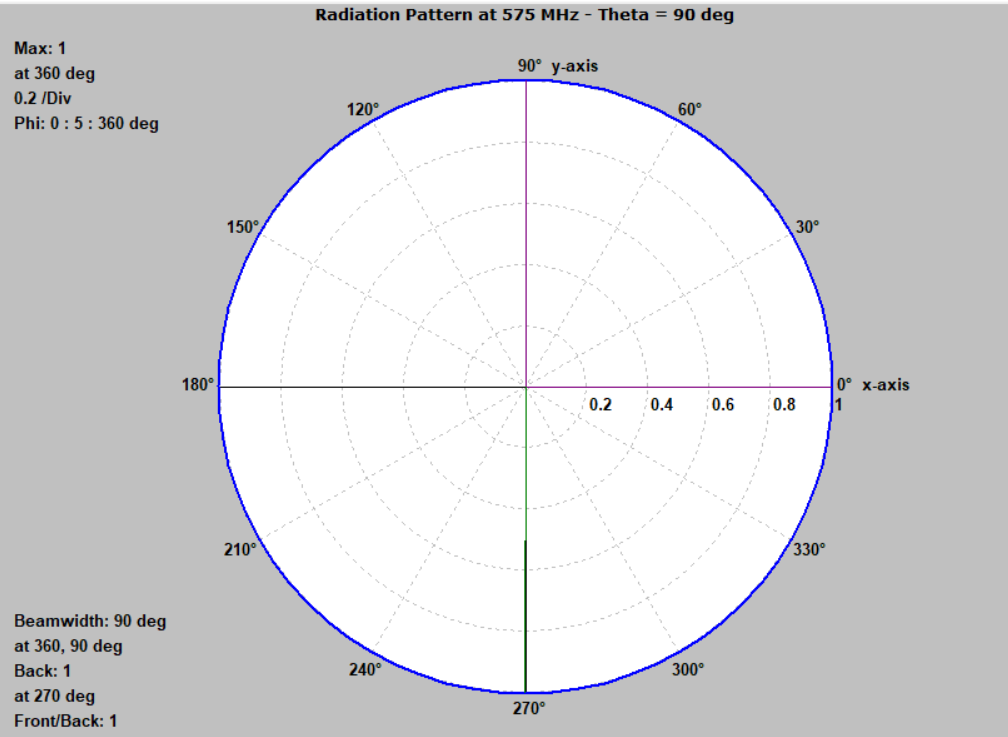 Radiation Pattern at 575 MHz - Theta = 90 deg
Max: 1
at 360 deg
0.2 /Div
Phi: 0 : 5 : 360 deg
90° y-axis
120°
60°
150°
30°
180°
0° x-axis
0.2
0.4
0.6
0.8
1
210°
330°
240°
300°
270°
Beamwidth: 90 deg
at 360, 90 deg
Back: 1
at 270 deg
Front/Back: 1